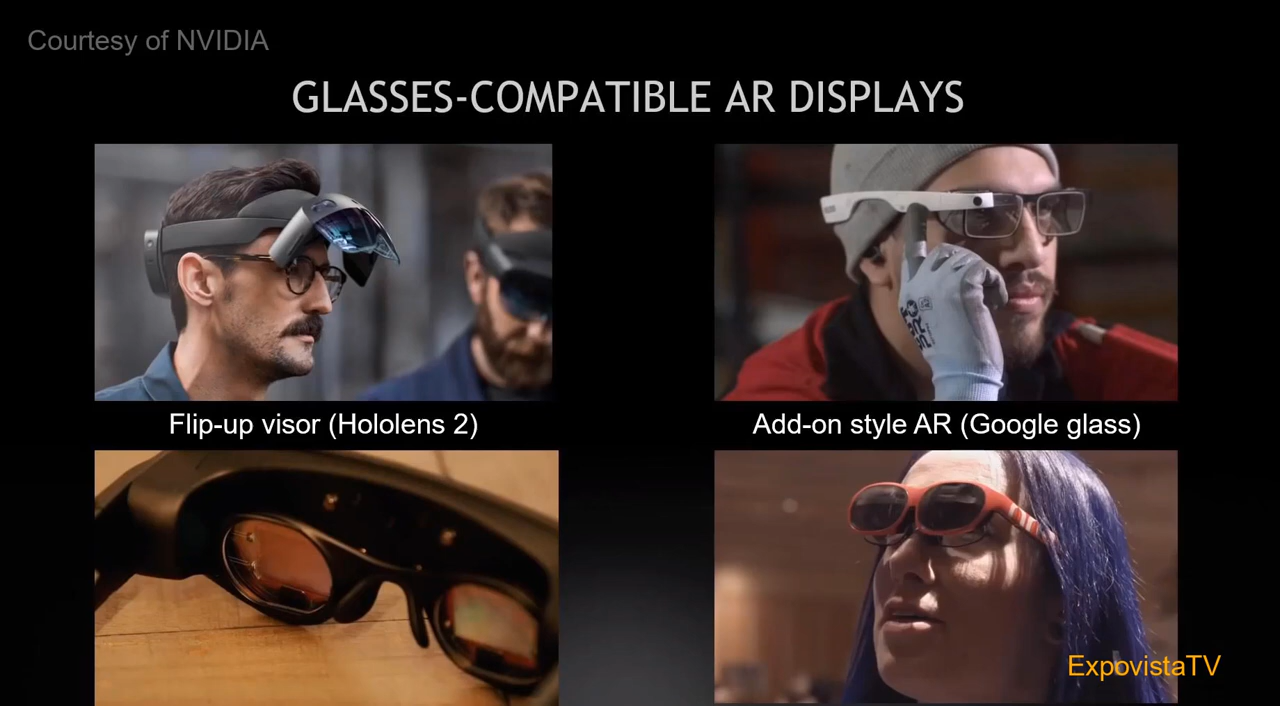 Courtesy of NVIDIA
GLASSES-COMPATIBLE AR DISPLAYS
Flip-up visor (Hololens 2)
Add-on style AR (Google glass)
ExpovistaTV